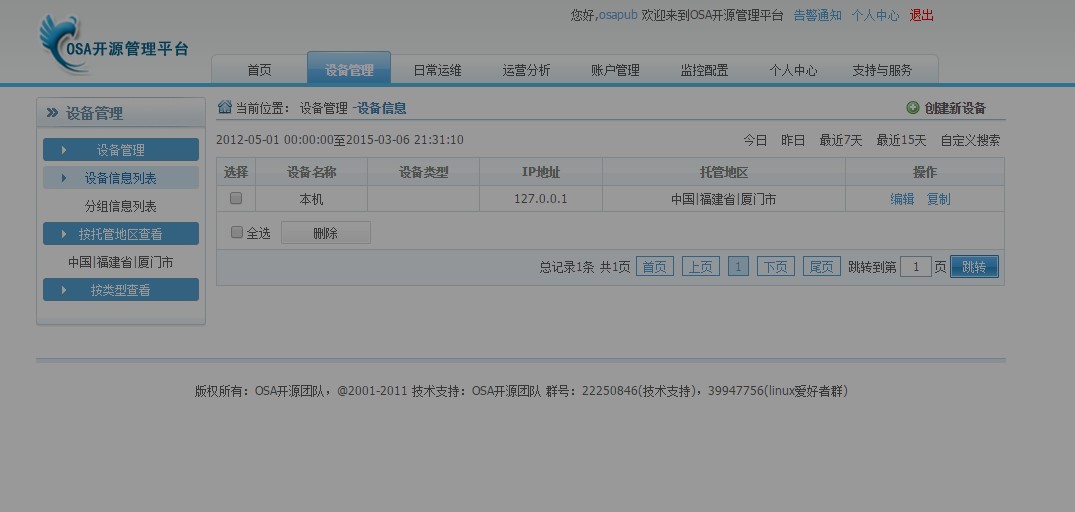 您好,osapub 欢迎来到OSA开源管理平台 告警通知 个人中心 退出
OSA开源管理平台
首页 设备管理 日常运维 运营分析 账户管理 监控配置 个人中心 支持与服务
设备管理
设备管理
设备信息列表
分组信息列表
按托管地区查看
中国|福建省|厦门市
按类型查看
当前位置： 设备管理 -设备信息 创建新设备
2012-05-01 00:00:00至2015-03-06 21:31:10 今日 昨日 最近7天 最近15天 自定义搜索
选择 设备名称 设备类型 IP地址 托管地区 操作
本机 127.0.0.1 中国|福建省|厦门市 编辑 复制
全选 删除
总记录1条 共1页 首页 上页 1 下页 尾页 跳转到第 1 页 跳转
版权所有：OSA开源团队，@2001-2011 技术支持：OSA开源团队 群号：22250846(技术支持)，39947756(linux爱好者群)